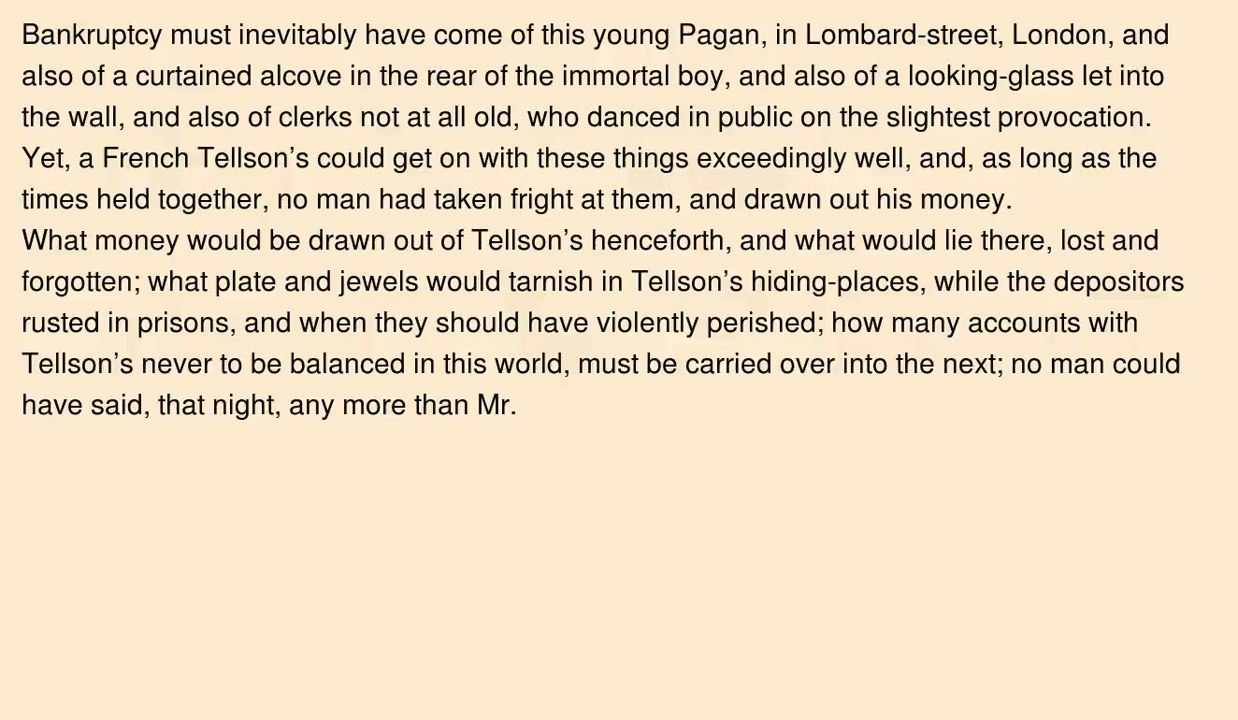 Bankruptcy must inevitably have come of this young Pagan, in Lombard-street, London, and
also of a curtained alcove in the rear of the immortal boy, and also of a looking-glass let into
the wall, and also of clerks not at all old, who danced in public on the slightest provocation.
Yet, a French Tellson’s could get on with these things exceedingly well, and, as long as the
times held together, no man had taken fright at them, and drawn out his money.
What money would be drawn out of Tellson’s henceforth, and what would lie there, lost and
forgotten; what plate and jewels would tarnish in Tellson’s hiding-places, while the depositors
rusted in prisons, and when they should have violently perished; how many accounts with
Tellson’s never to be balanced in this world, must be carried over into the next; no man could
have said, that night, any more than Mr.